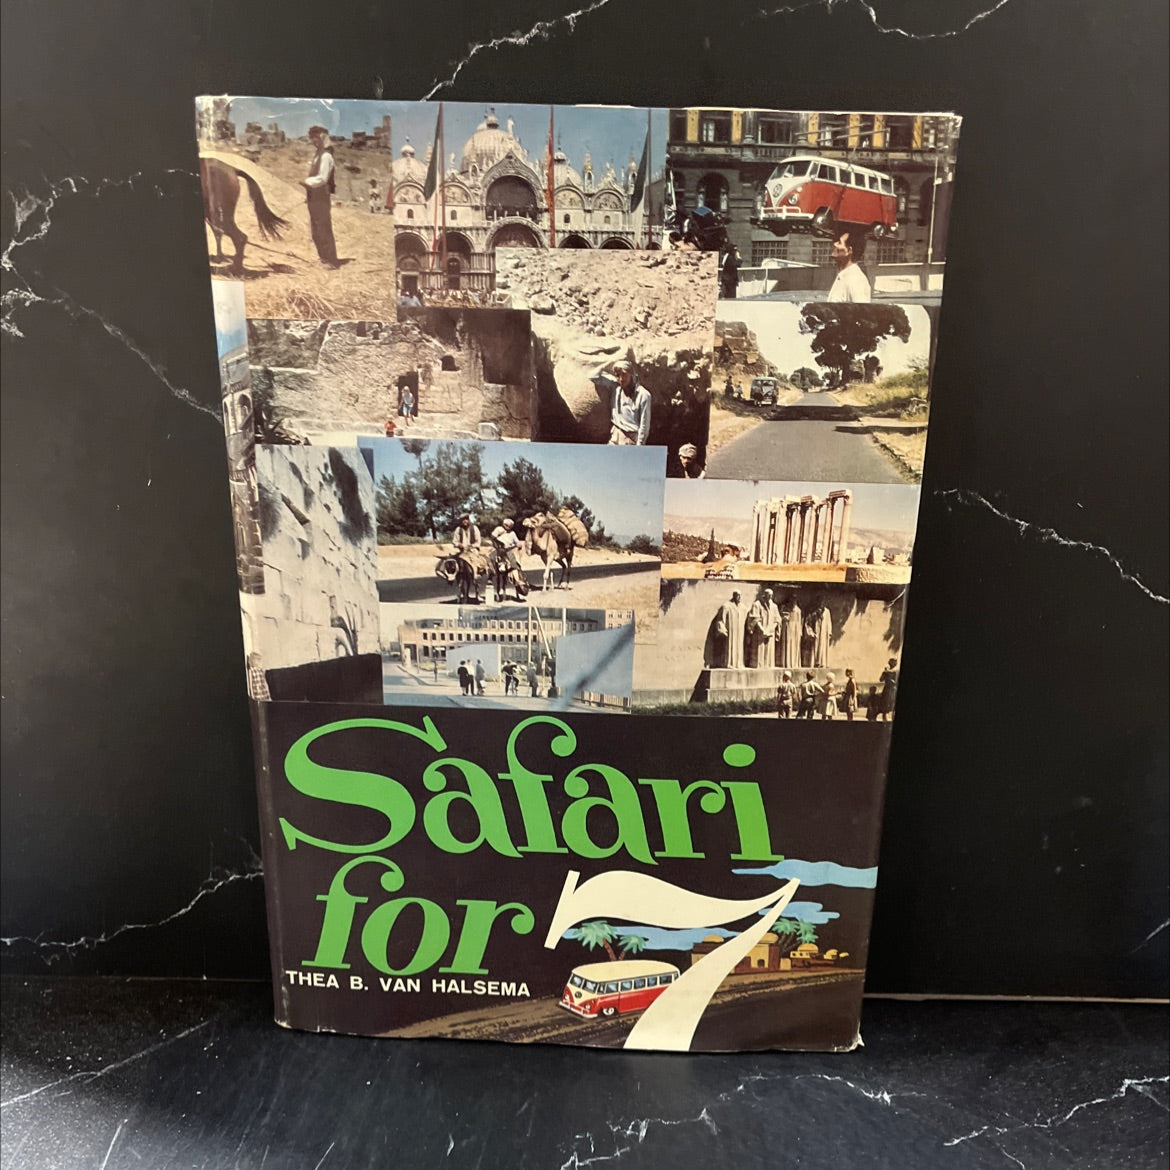 Safari
for 7
THEA B. VAN HALSEMA